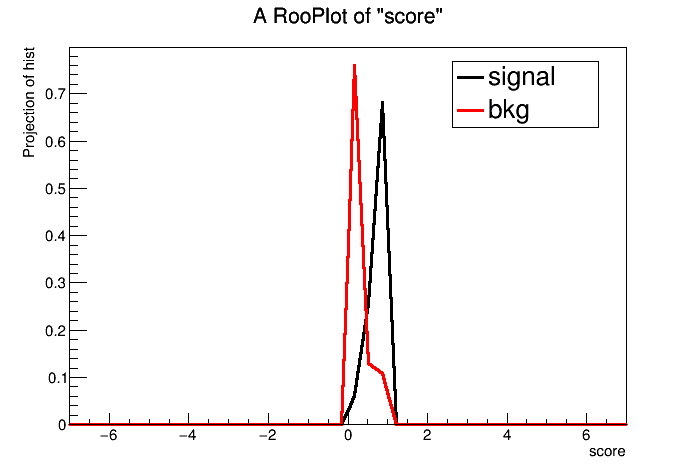 A RooPlot of "score"
Projection of hist
signal
bkg
0.7
0.6
0.5
0.4
0.3
0.2
0.1
0
−6 −4 −2 0 2 4 6
score